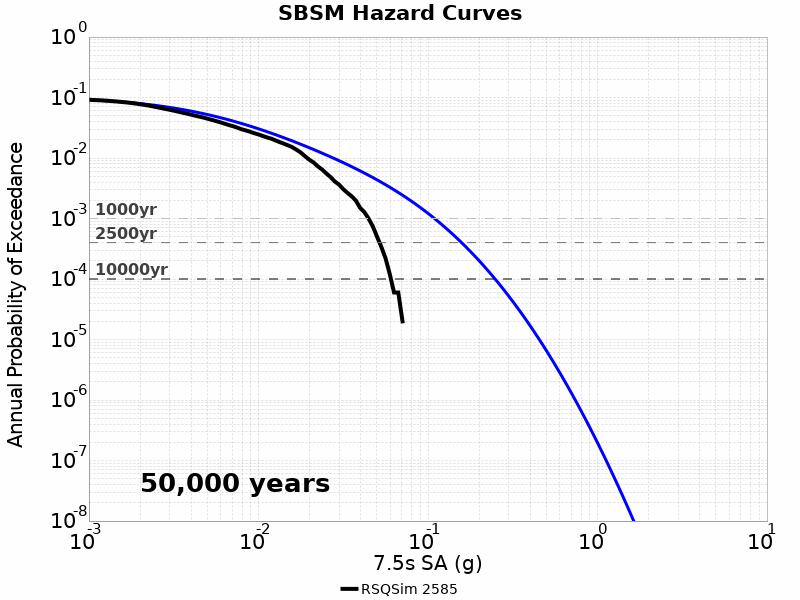 SBSM Hazard Curves
Annual Probability of Exceedance
10^0
10^-1
10^-2
10^-3
10^-4
10^-5
10^-6
10^-7
10^-8
1000yr
2500yr
10000yr
50,000 years
10^-3 10^-2 10^-1 10^0 10^1
7.5s SA (g)
RSQSim 2585